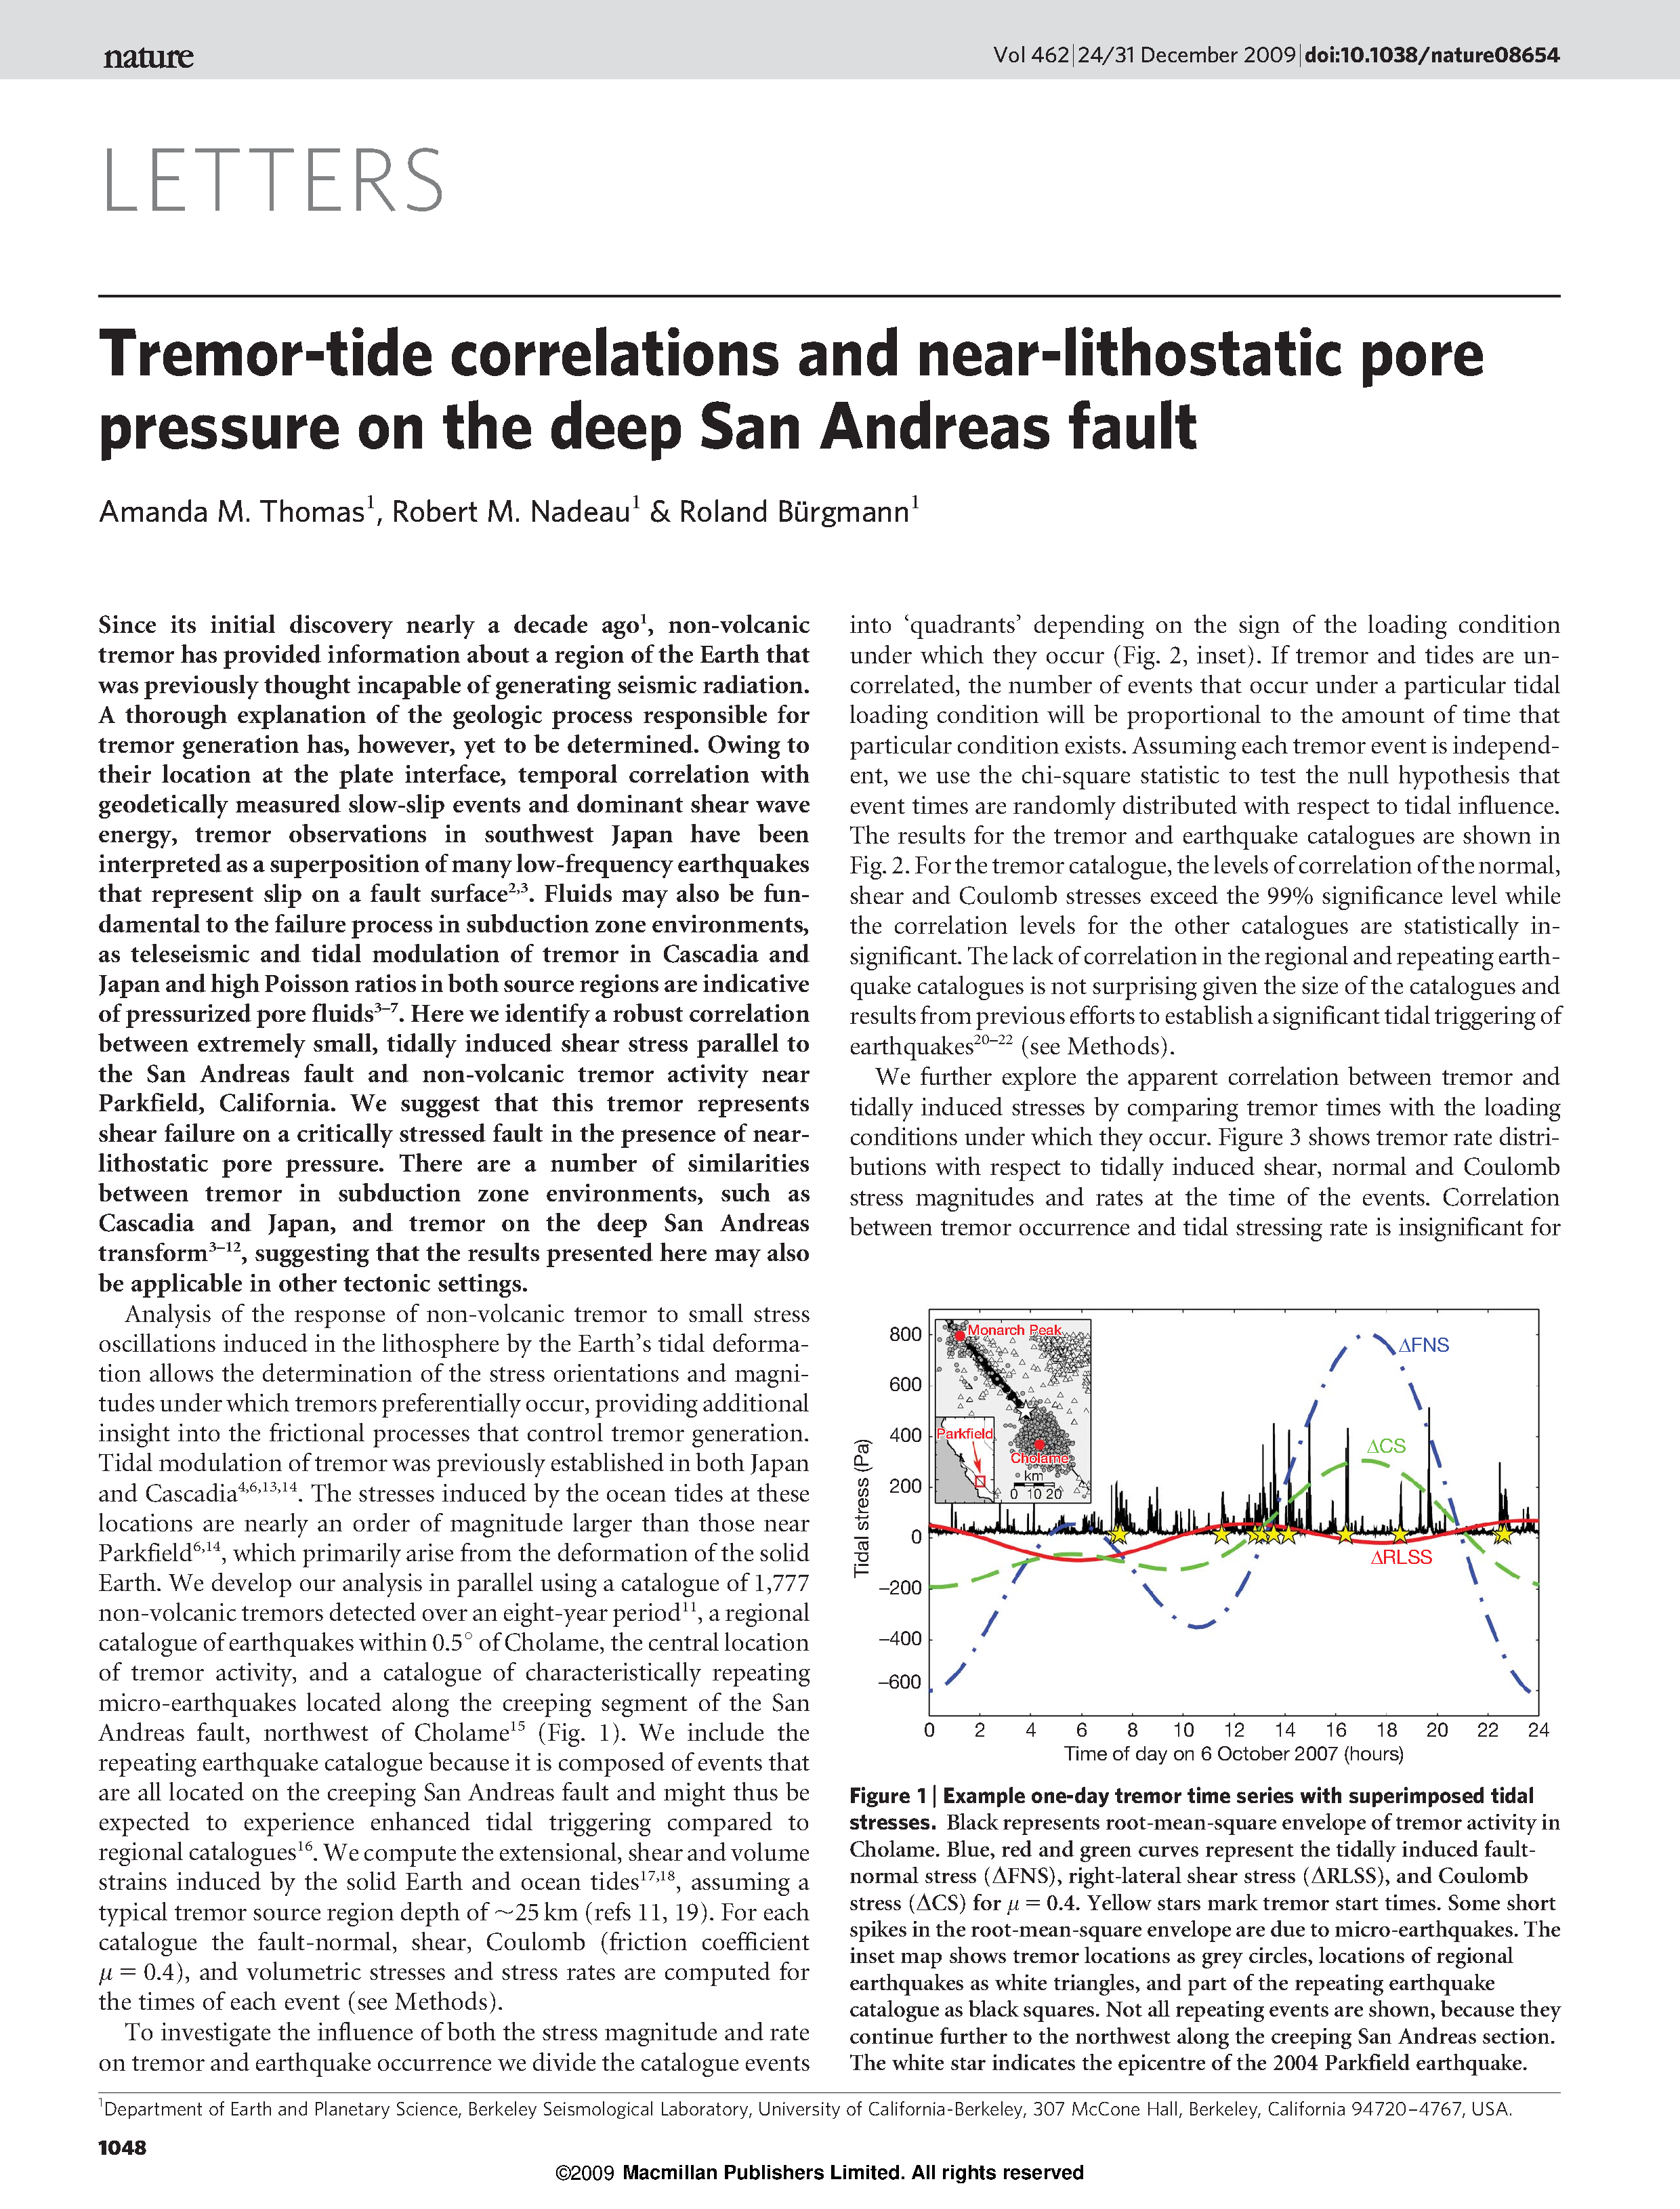 nature
Vol 462|24/31 December 2009|doi:10.1038/nature08654
LETTERS
Tremor-tide correlations and near-lithostatic pore
pressure on the deep San Andreas fault
Amanda M. Thomas¹, Robert M. Nadeau¹ & Roland Bürgmann¹
Since its initial discovery nearly a decade ago¹, non-volcanic
tremor has provided information about a region of the Earth that
was previously thought incapable of generating seismic radiation.
A thorough explanation of the geologic process responsible for
tremor generation has, however, yet to be determined. Owing to
their location at the plate interface, temporal correlation with
geodetically measured slow-slip events and dominant shear wave
energy, tremor observations in southwest Japan have been
interpreted as a superposition of many low-frequency earthquakes
that represent slip on a fault surface²,³. Fluids may also be fun-
damental to the failure process in subduction zone environments,
as teleseismic and tidal modulation of tremor in Cascadia and
Japan and high Poisson ratios in both source regions are indicative
of pressurized pore fluids³⁻⁷. Here we identify a robust correlation
between extremely small, tidally induced shear stress parallel to
the San Andreas fault and non-volcanic tremor activity near
Parkfield, California. We suggest that this tremor represents
shear failure on a critically stressed fault in the presence of near-
lithostatic pore pressure. There are a number of similarities
between tremor in subduction zone environments, such as
Cascadia and Japan, and tremor on the deep San Andreas
transform³⁻¹², suggesting that the results presented here may also
be applicable in other tectonic settings.
Analysis of the response of non-volcanic tremor to small stress
oscillations induced in the lithosphere by the Earth's tidal deforma-
tion allows the determination of the stress orientations and magni-
tudes under which tremors preferentially occur, providing additional
insight into the frictional processes that control tremor generation.
Tidal modulation of tremor was previously established in both Japan
and Cascadia⁴,⁶,¹³,¹⁴. The stresses induced by the ocean tides at these
locations are nearly an order of magnitude larger than those near
Parkfield⁶,¹⁴, which primarily arise from the deformation of the solid
Earth. We develop our analysis in parallel using a catalogue of 1,777
non-volcanic tremors detected over an eight-year period¹¹, a regional
catalogue of earthquakes within 0.5° of Cholame, the central location
of tremor activity, and a catalogue of characteristically repeating
micro-earthquakes located along the creeping segment of the San
Andreas fault, northwest of Cholame¹⁵ (Fig. 1). We include the
repeating earthquake catalogue because it is composed of events that
are all located on the creeping San Andreas fault and might thus be
expected to experience enhanced tidal triggering compared to
regional catalogues¹⁶. We compute the extensional, shear and volume
strains induced by the solid Earth and ocean tides¹⁷,¹⁸, assuming a
typical tremor source region depth of ~25 km (refs 11, 19). For each
catalogue the fault-normal, shear, Coulomb (friction coefficient
μ = 0.4), and volumetric stresses and stress rates are computed for
the times of each event (see Methods).
To investigate the influence of both the stress magnitude and rate
on tremor and earthquake occurrence we divide the catalogue events
into 'quadrants' depending on the sign of the loading condition
under which they occur (Fig. 2, inset). If tremor and tides are un-
correlated, the number of events that occur under a particular tidal
loading condition will be proportional to the amount of time that
particular condition exists. Assuming each tremor event is independ-
ent, we use the chi-square statistic to test the null hypothesis that
event times are randomly distributed with respect to tidal influence.
The results for the tremor and earthquake catalogues are shown in
Fig. 2. For the tremor catalogue, the levels of correlation of the normal,
shear and Coulomb stresses exceed the 99% significance level while
the correlation levels for the other catalogues are statistically in-
significant. The lack of correlation in the regional and repeating earth-
quake catalogues is not surprising given the size of the catalogues and
results from previous efforts to establish a significant tidal triggering of
earthquakes²⁰⁻²² (see Methods).
We further explore the apparent correlation between tremor and
tidally induced stresses by comparing tremor times with the loading
conditions under which they occur. Figure 3 shows tremor rate distri-
butions with respect to tidally induced shear, normal and Coulomb
stress magnitudes and rates at the time of the events. Correlation
between tremor occurrence and tidal stressing rate is insignificant for
Tidal stress (Pa)
800
600
400
200
0
–200
–400
–600
Monarch Peak
Parkfield
Cholame
km
0 10 20
ΔFNS
ΔCS
ΔRLSS
0 2 4 6 8 10 12 14 16 18 20 22 24
Time of day on 6 October 2007 (hours)
Figure 1 | Example one-day tremor time series with superimposed tidal
stresses. Black represents root-mean-square envelope of tremor activity in
Cholame. Blue, red and green curves represent the tidally induced fault-
normal stress (ΔFNS), right-lateral shear stress (ΔRLSS), and Coulomb
stress (ΔCS) for μ = 0.4. Yellow stars mark tremor start times. Some short
spikes in the root-mean-square envelope are due to micro-earthquakes. The
inset map shows tremor locations as grey circles, locations of regional
earthquakes as white triangles, and part of the repeating earthquake
catalogue as black squares. Not all repeating events are shown, because they
continue further to the northwest along the creeping San Andreas section.
The white star indicates the epicentre of the 2004 Parkfield earthquake.
¹Department of Earth and Planetary Science, Berkeley Seismological Laboratory, University of California-Berkeley, 307 McCone Hall, Berkeley, California 94720–4767, USA.
1048
©2009 Macmillan Publishers Limited. All rights reserved